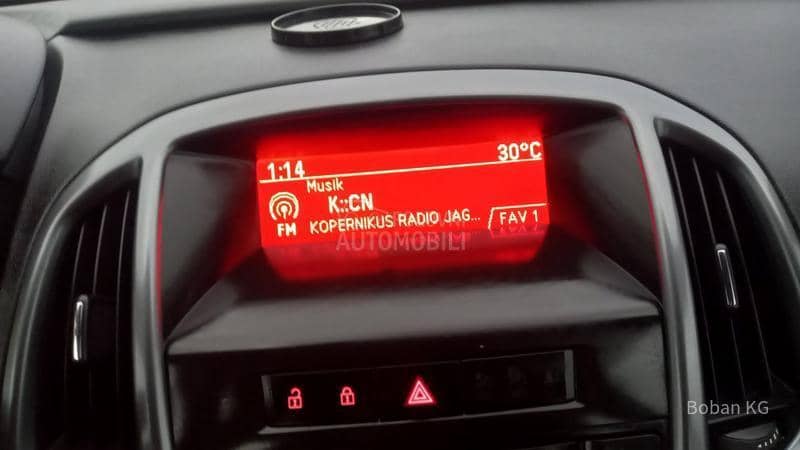 1:14 30°C
Musik
K::CN
FM KOPERNIKUS RADIO JAG... FAV 1
AUTOMOBILI
Boban KG